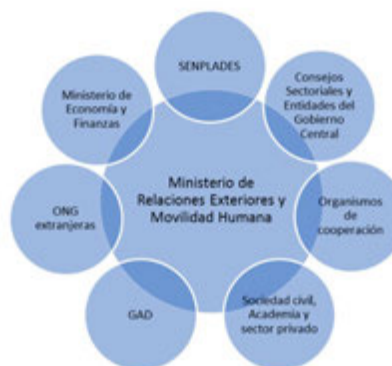 SENPLADES
Consejos
Sectoriales y
Entidades del
Gobierno
Central
Organismos
de
cooperación
Sociedad civil,
Academia y
sector privado
GAD
ONG
extranjeras
Ministerio de
Economía y
Finanzas
Ministerio de
Relaciones Exteriores y
Movilidad Humana